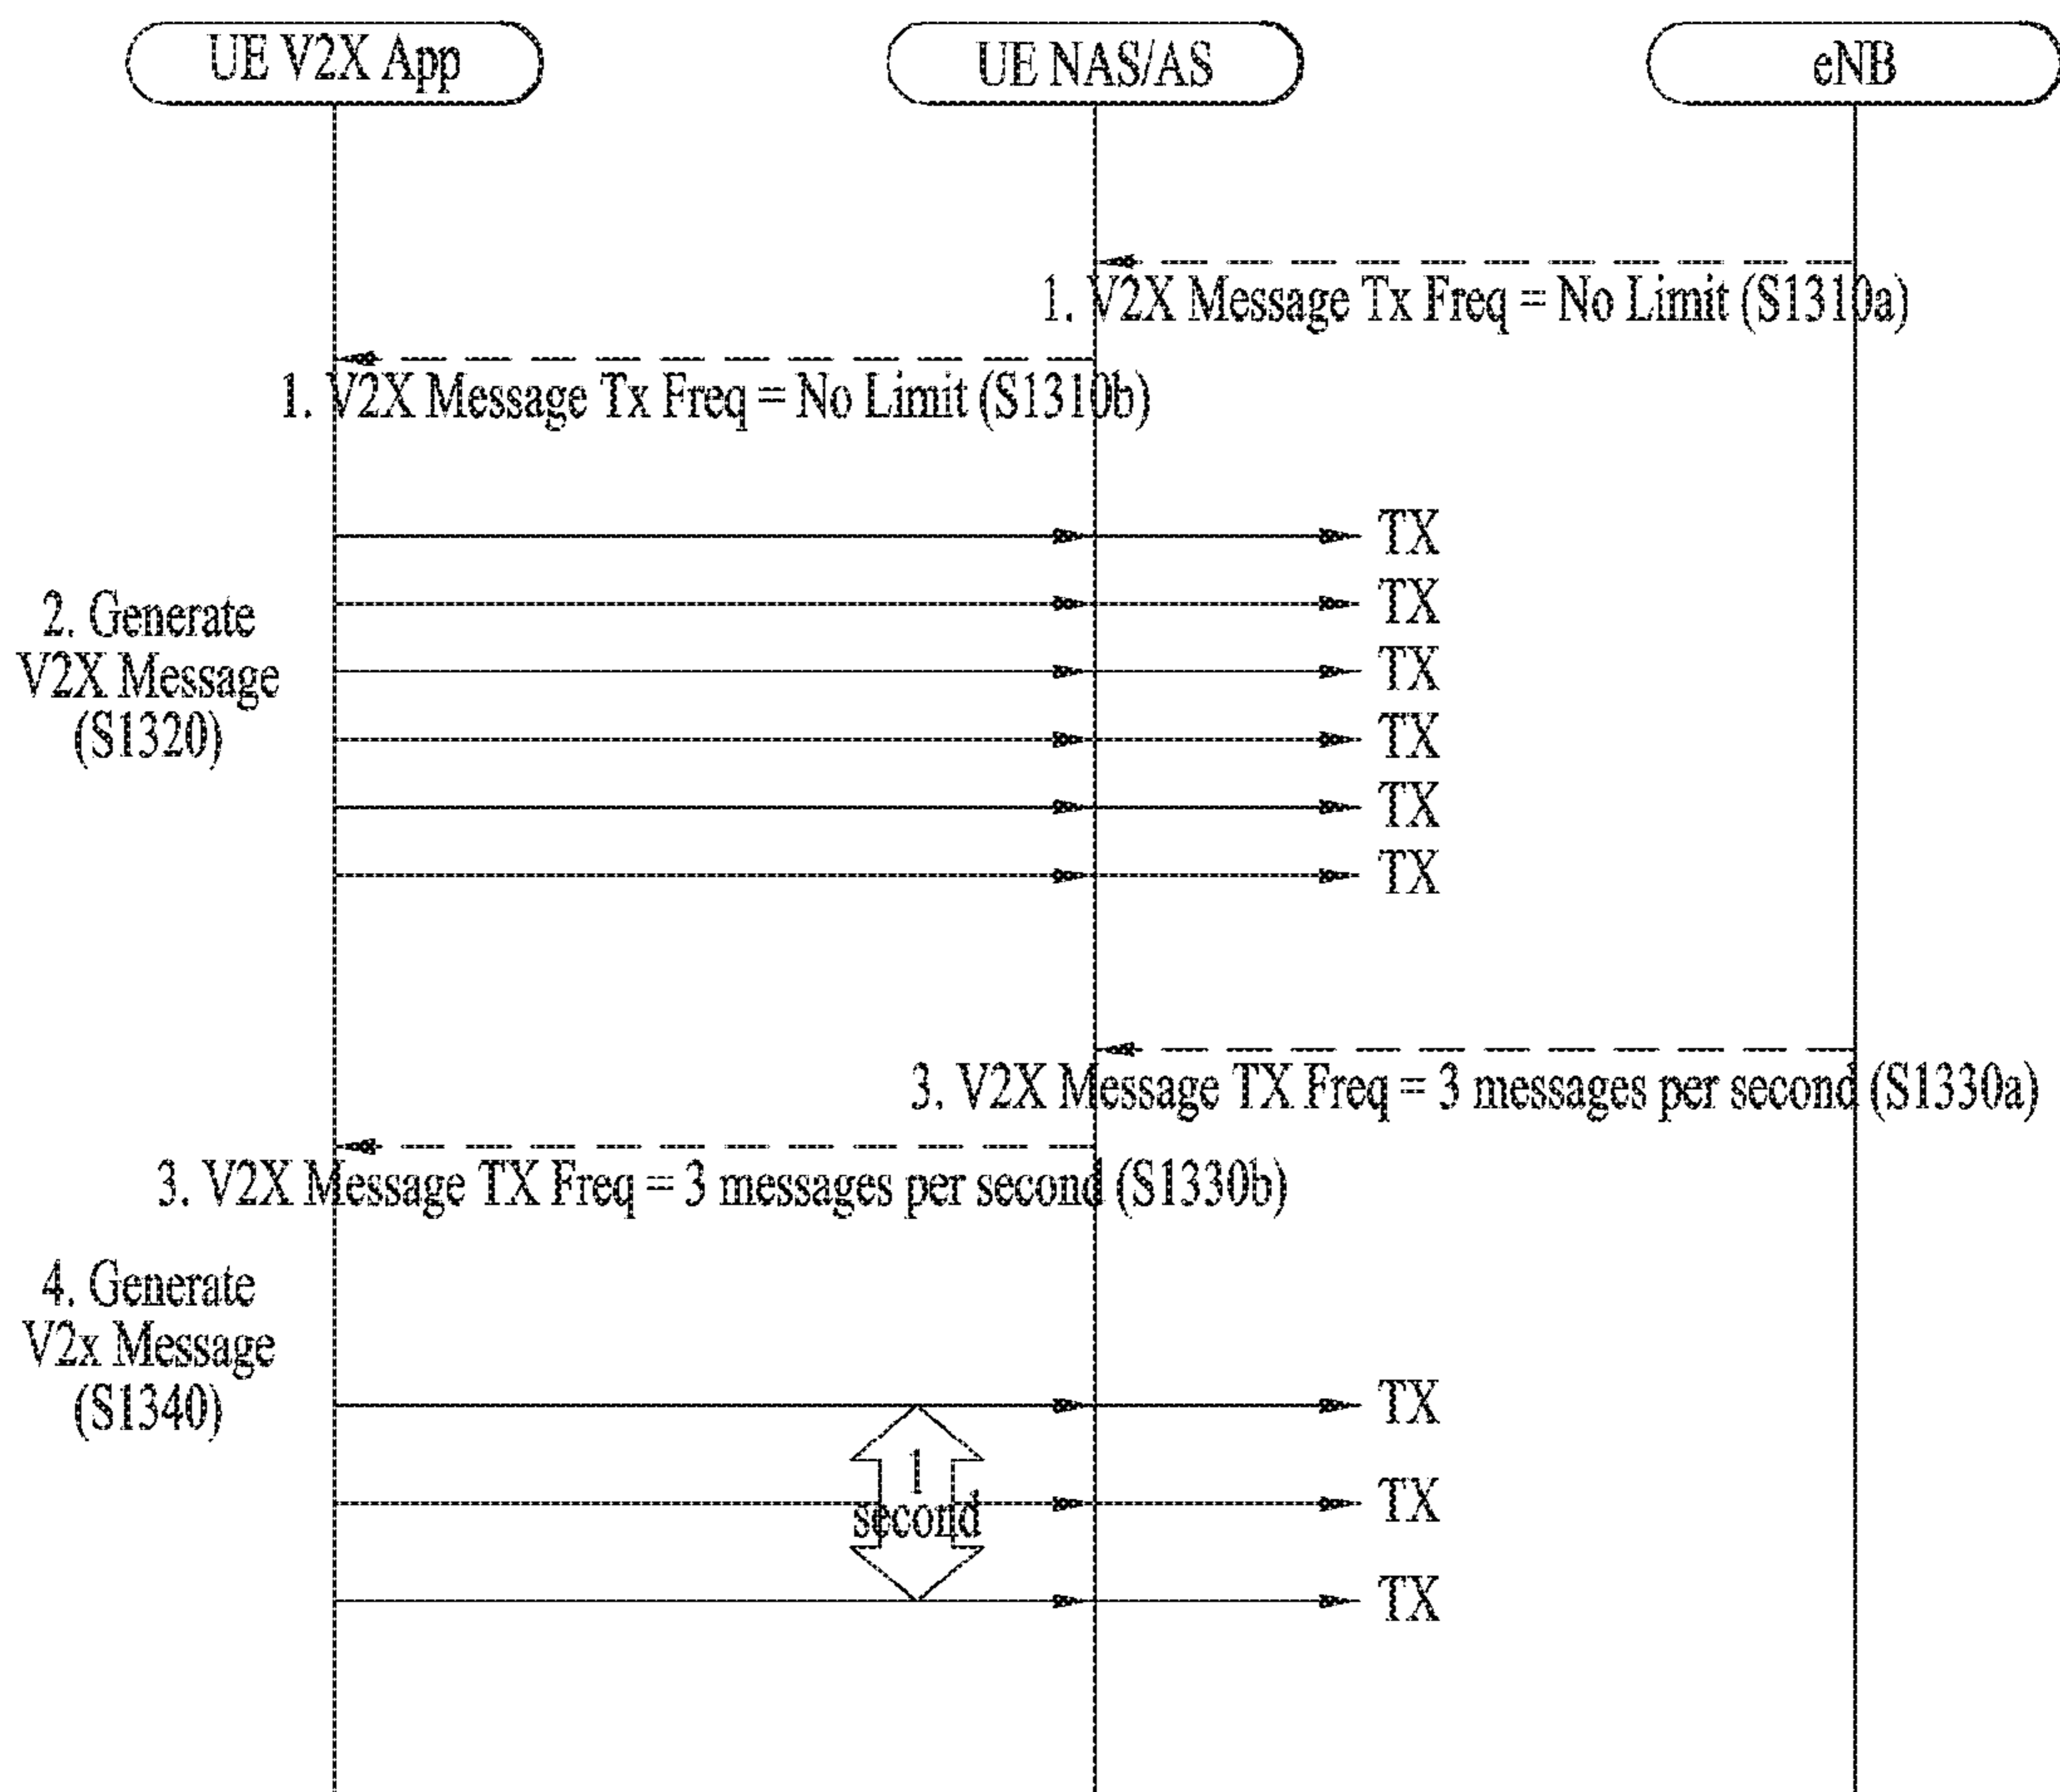 UE V2X App
UE NAS/AS
eNB
1. V2X Message Tx Freq = No Limit (S1310a)
1. V2X Message Tx Freq = No Limit (S1310b)
TX
TX
TX
TX
TX
TX
2. Generate
V2X Message
(S1320)
3. V2X Message TX Freq = 3 messages per second (S1330a)
3. V2X Message TX Freq = 3 messages per second (S1330b)
4. Generate
V2x Message
(S1340)
TX
1
second
TX
TX